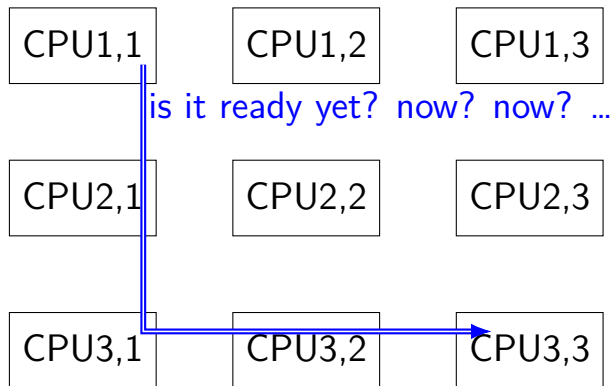 CPU1,1 CPU1,2 CPU1,3
is it ready yet? now? now? ...
CPU2,1 CPU2,2 CPU2,3
CPU3,1 CPU3,2 CPU3,3